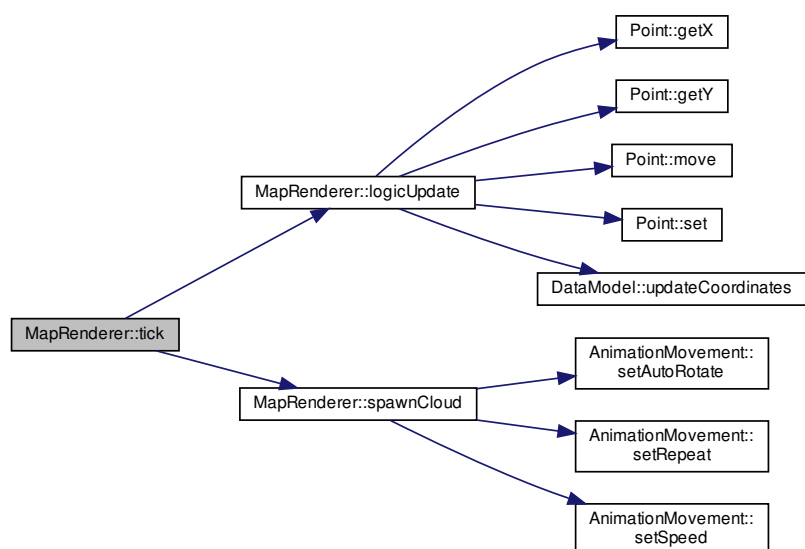 Point::getX
Point::getY
Point::move
MapRenderer::logicUpdate
Point::set
DataModel::updateCoordinates
MapRenderer::tick
AnimationMovement::
setAutoRotate
MapRenderer::spawnCloud
AnimationMovement::
setRepeat
AnimationMovement::
setSpeed